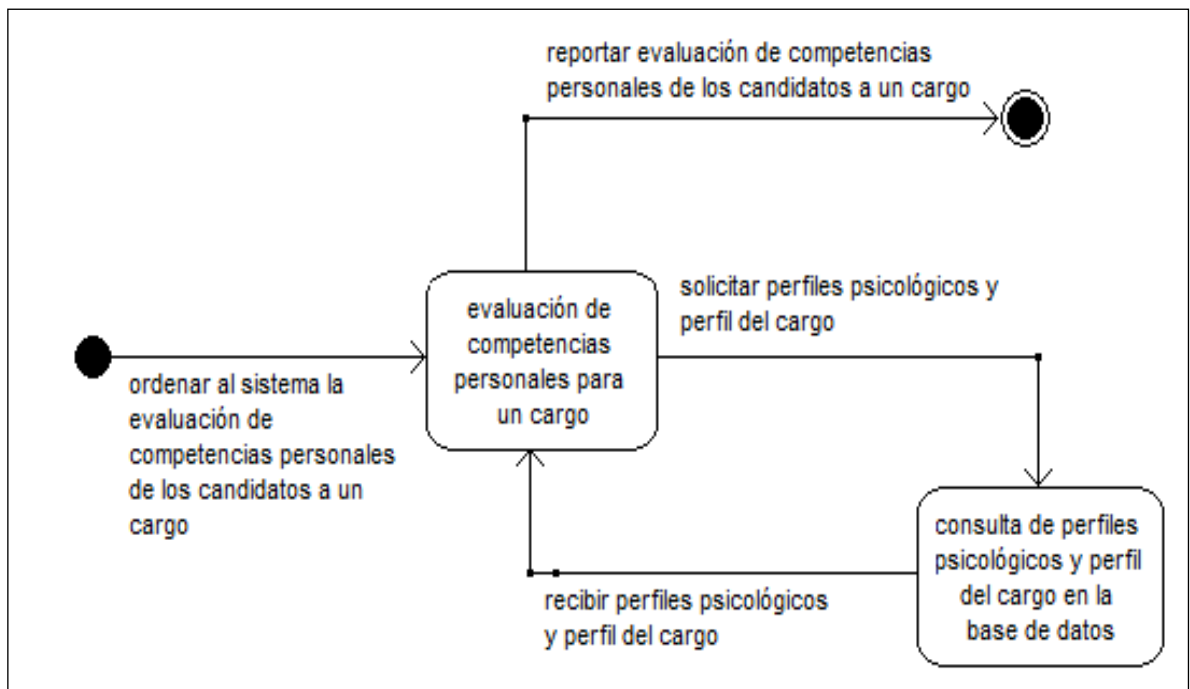 reportar evaluación de competencias
personales de los candidatos a un cargo
evaluación de
competencias
personales para
un cargo
solicitar perfiles psicológicos y
perfil del cargo
ordenar al sistema la
evaluación de
competencias personales
de los candidatos a un
cargo
consulta de perfiles
psicológicos y perfil
del cargo en la
base de datos
recibir perfiles psicológicos
y perfil del cargo